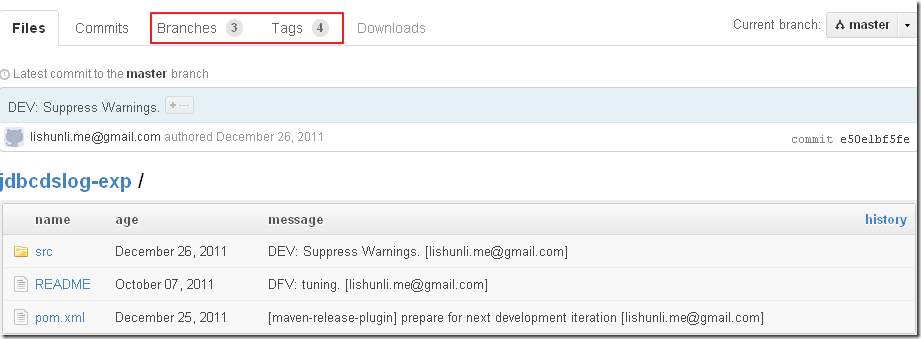 Files Commits Branches 3 Tags 4 Downloads Current branch: master
Latest commit to the master branch
DEV: Suppress Warnings. + ...
lishunli.me@gmail.com authored December 26, 2011 commit e50e1bf5fe
jdbcdslog-exp /
name age message history
src December 26, 2011 DEV: Suppress Warnings. [lishunli.me@gmail.com]
README October 07, 2011 DFV: tuning. [lishunli.me@gmail.com]
pom.xml December 25, 2011 [maven-release-plugin] prepare for next development iteration [lishunli.me@gmail.com]